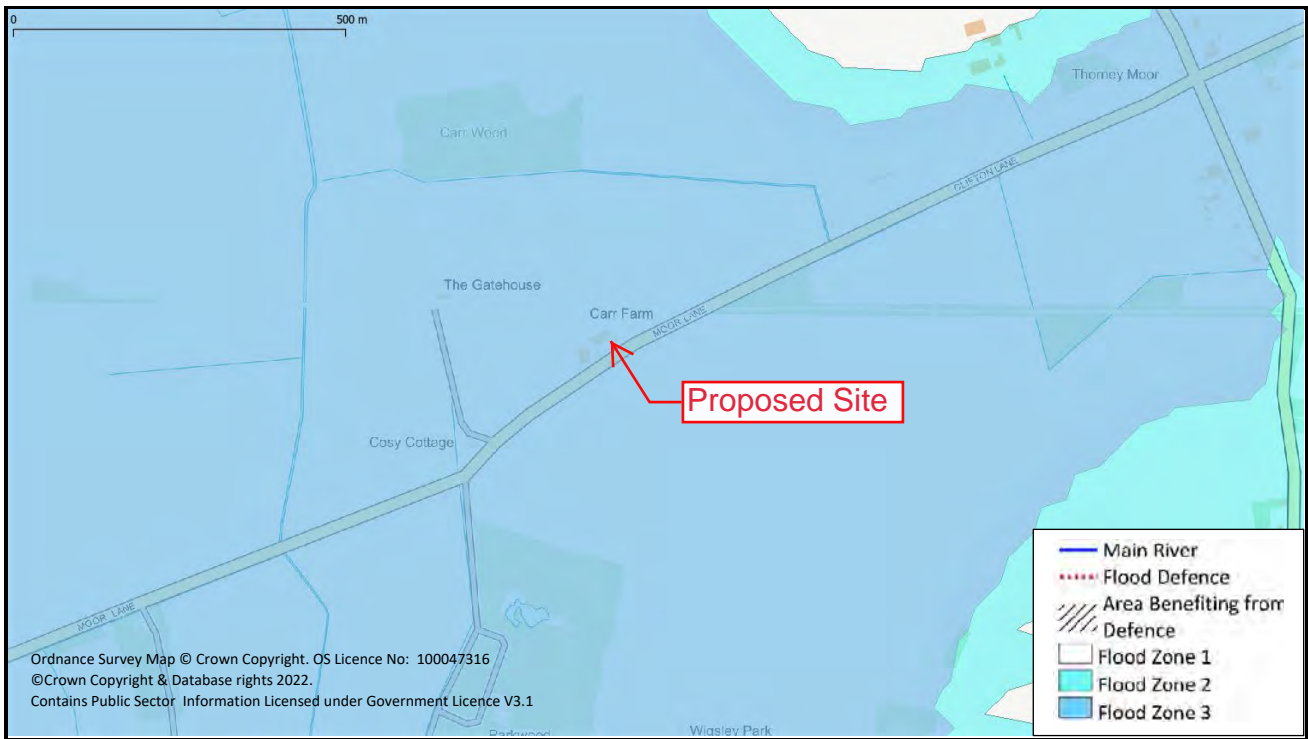 0
500 m
Thorney Moor
Carr Wood
CLIFTON LANE
The Gatehouse
Carr Farm
MOOR LANE
Proposed Site
Cosy Cottage
MOOR LANE
Main River
Flood Defence
Area Benefiting from
Defence
Flood Zone 1
Flood Zone 2
Flood Zone 3
Ordnance Survey Map © Crown Copyright. OS Licence No: 100047316
©Crown Copyright & Database rights 2022.
Contains Public Sector Information Licensed under Government Licence V3.1
Parkwood
Wigsley Park